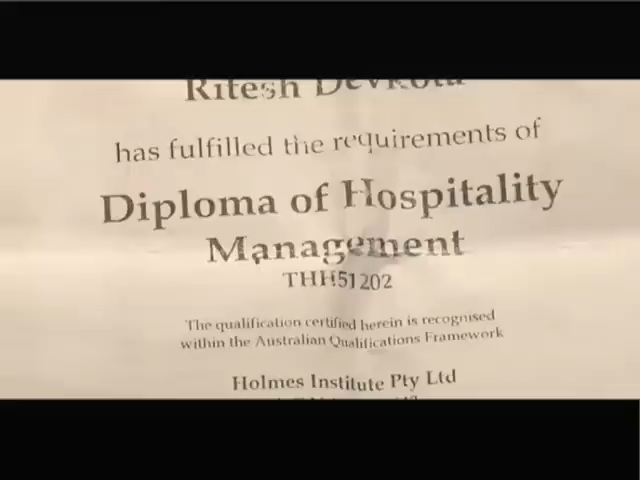 Ritesh Devkota
has fulfilled the requirements of
Diploma of Hospitality
Management
THH51202
The qualification certified herein is recognised
within the Australian Qualifications Framework
Holmes Institute Pty Ltd